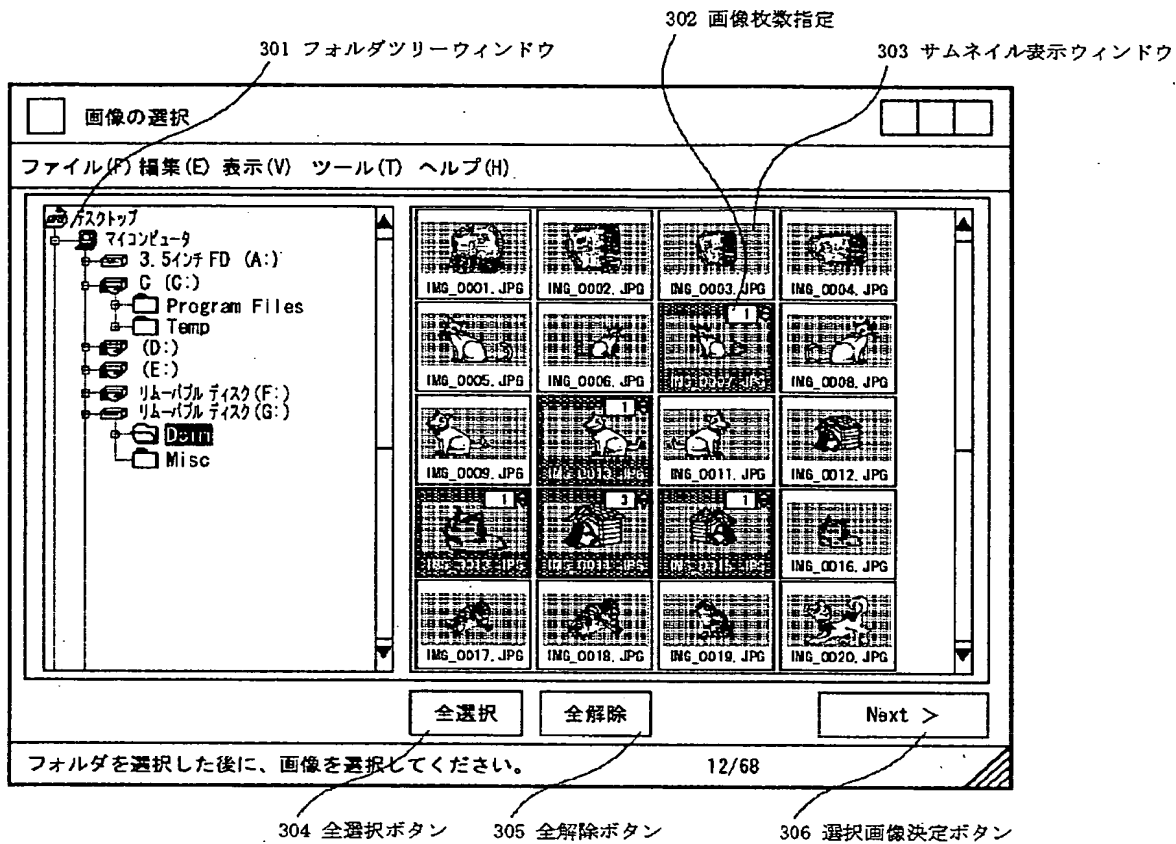 302 画像枚数指定
301 フォルダツリーウィンドウ
303 サムネイル表示ウィンドウ
画像の選択
ファイル(F) 編集(E) 表示(V) ツール(T) ヘルプ(H)
デスクトップ
マイコンピュータ
3.5インチ FD (A:)
C (C:)
Program Files
Temp
(D:)
(E:)
リムーバブル ディスク(F:)
リムーバブル ディスク(G:)
Misc
IMG_0001.JPG IMG_0002.JPG IMG_0003.JPG IMG_0004.JPG
1
IMG_0005.JPG IMG_0006.JPG IMG_0008.JPG
1
IMG_0009.JPG IMG_0011.JPG IMG_0012.JPG
1 3 1
IMG_0016.JPG
IMG_0017.JPG IMG_0018.JPG IMG_0019.JPG IMG_0020.JPG
全選択 全解除 Next >
フォルダを選択した後に、画像を選択してください。 12/68
304 全選択ボタン 305 全解除ボタン 306 選択画像決定ボタン